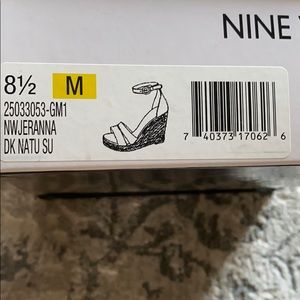 NINE
8½ M
25033053-GM1
NWJERANNA
DK NATU SU
7 40373 17062 6